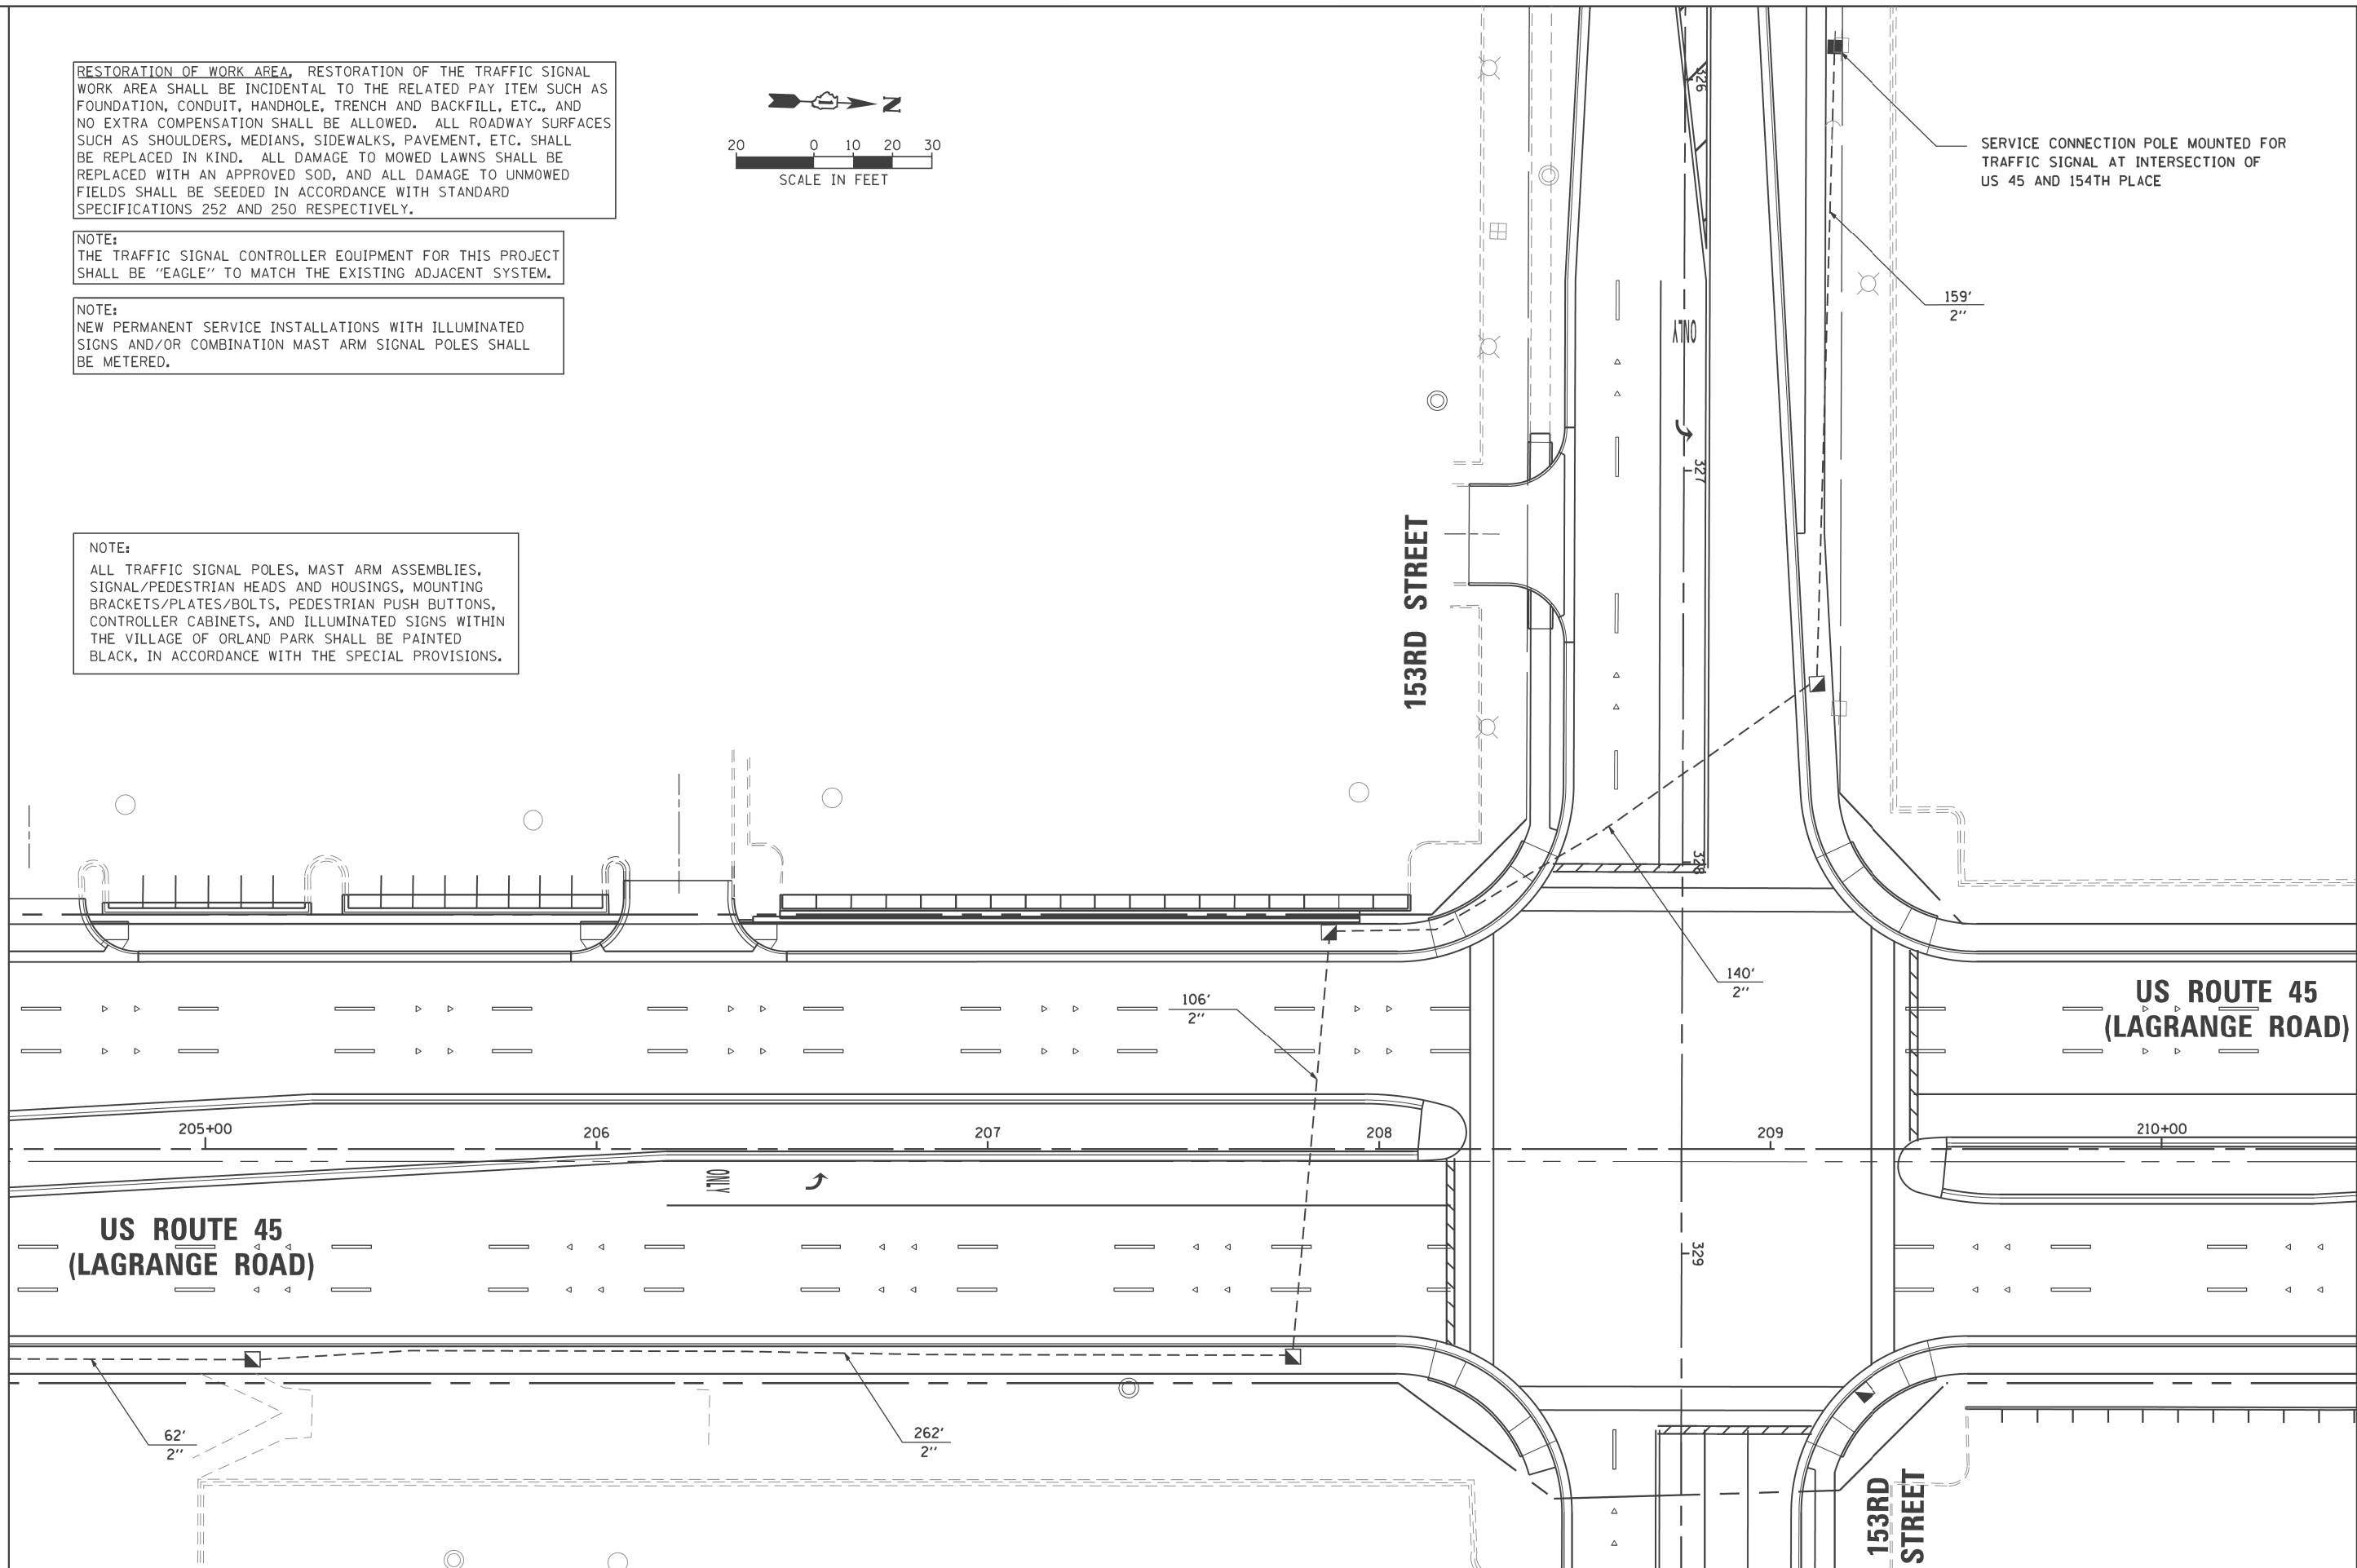 RESTORATION OF WORK AREA. RESTORATION OF THE TRAFFIC SIGNAL
WORK AREA SHALL BE INCIDENTAL TO THE RELATED PAY ITEM SUCH AS
FOUNDATION, CONDUIT, HANDHOLE, TRENCH AND BACKFILL, ETC., AND
NO EXTRA COMPENSATION SHALL BE ALLOWED. ALL ROADWAY SURFACES
SUCH AS SHOULDERS, MEDIANS, SIDEWALKS, PAVEMENT, ETC. SHALL
BE REPLACED IN KIND. ALL DAMAGE TO MOWED LAWNS SHALL BE
REPLACED WITH AN APPROVED SOD, AND ALL DAMAGE TO UNMOWED
FIELDS SHALL BE SEEDED IN ACCORDANCE WITH STANDARD
SPECIFICATIONS 252 AND 250 RESPECTIVELY.
NOTE:
THE TRAFFIC SIGNAL CONTROLLER EQUIPMENT FOR THIS PROJECT
SHALL BE "EAGLE" TO MATCH THE EXISTING ADJACENT SYSTEM.
NOTE:
NEW PERMANENT SERVICE INSTALLATIONS WITH ILLUMINATED
SIGNS AND/OR COMBINATION MAST ARM SIGNAL POLES SHALL
BE METERED.
NOTE:
ALL TRAFFIC SIGNAL POLES, MAST ARM ASSEMBLIES,
SIGNAL/PEDESTRIAN HEADS AND HOUSINGS, MOUNTING
BRACKETS/PLATES/BOLTS, PEDESTRIAN PUSH BUTTONS,
CONTROLLER CABINETS, AND ILLUMINATED SIGNS WITHIN
THE VILLAGE OF ORLAND PARK SHALL BE PAINTED
BLACK, IN ACCORDANCE WITH THE SPECIAL PROVISIONS.
N
20 0 10 20 30
SCALE IN FEET
326
SERVICE CONNECTION POLE MOUNTED FOR
TRAFFIC SIGNAL AT INTERSECTION OF
US 45 AND 154TH PLACE
159'
2''
ONLY
327
153RD STREET
328
140'
2''
106'
2''
US ROUTE 45
(LAGRANGE ROAD)
205+00 206 207 208 209 210+00
ONLY
US ROUTE 45
(LAGRANGE ROAD)
329
62'
2''
262'
2''
153RD
STREET